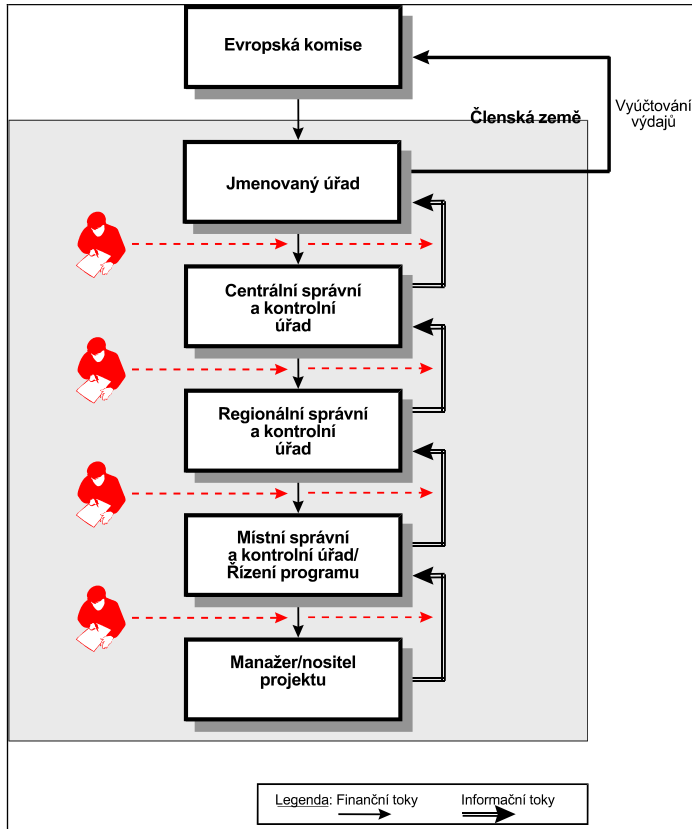 Evropská komise
Členská země
Vyúčtování
výdajů
Jmenovaný úřad
Centrální správní
a kontrolní
úřad
Regionální správní
a kontrolní
úřad
Místní správní
a kontrolní úřad/
Řízení programu
Manažer/nositel
projektu
Legenda: Finanční toky
Informační toky